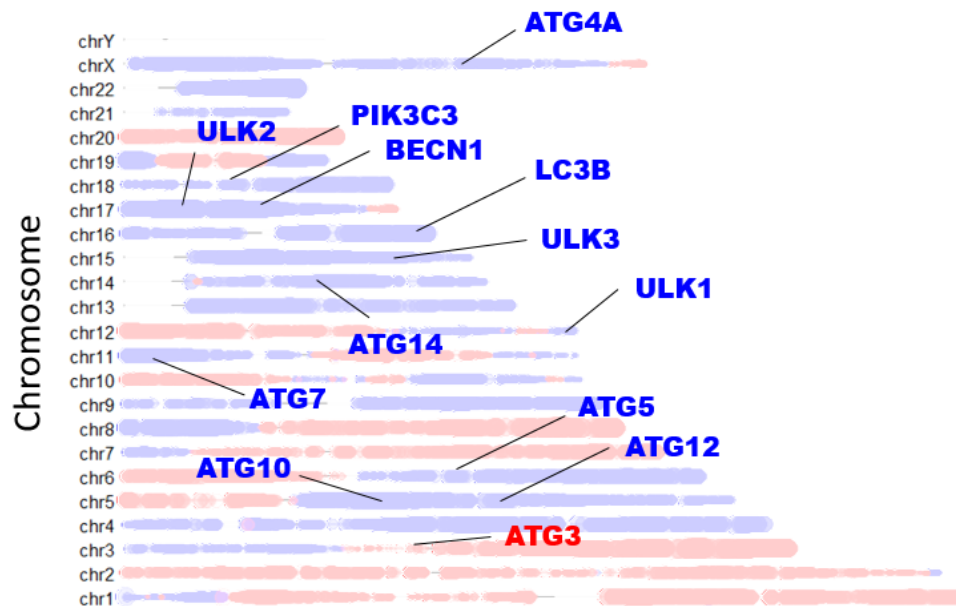 ATG4A
chrY
chrX
chr22
chr21
PIK3C3
chr20
ULK2
BECN1
chr19
LC3B
chr18
chr17
chr16
ULK3
chr15
chr14
ULK1
chr13
chr12
ATG14
chr11
chr10
ATG7
chr9
ATG5
chr8
ATG12
chr7
ATG10
chr6
chr5
chr4
ATG3
chr3
chr2
chr1
Chromosome